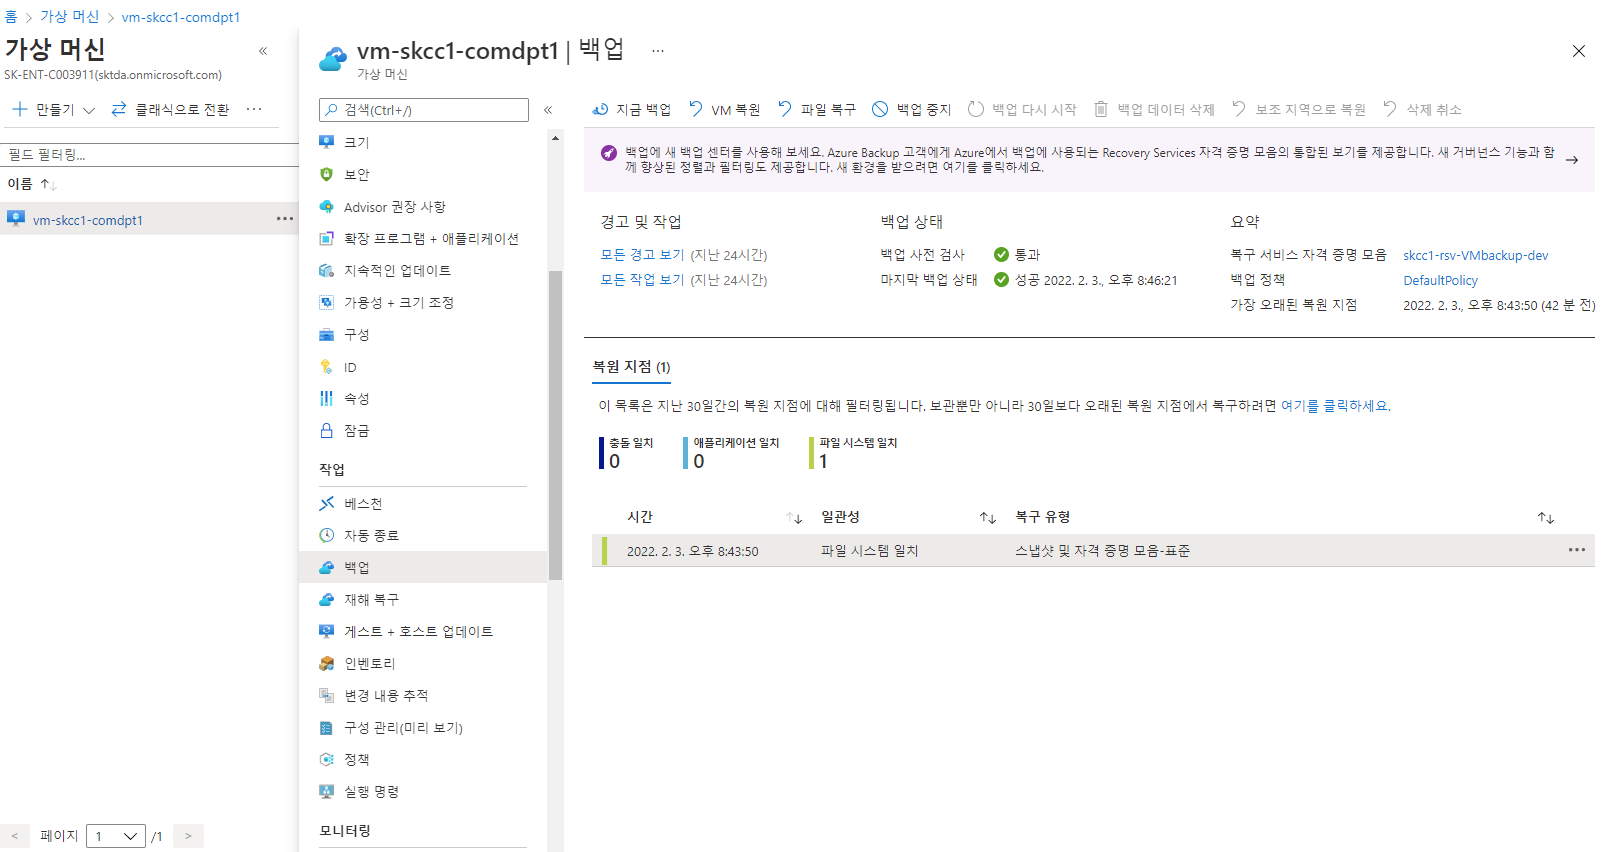 홈 > 가상 머신 > vm-skcc1-comdpt1
가상 머신
SK-ENT-C003911(sktda.onmicrosoft.com)
만들기
클래식으로 전환
···
필드 필터링...
이름
vm-skcc1-comdpt1
···
< 페이지 1 /1 >
vm-skcc1-comdpt1 | 백업 ···
가상 머신
검색(Ctrl+/)
크기
보안
Advisor 권장 사항
확장 프로그램 + 애플리케이션
지속적인 업데이트
가용성 + 크기 조정
구성
ID
속성
잠금
작업
베스천
자동 종료
백업
재해 복구
게스트 + 호스트 업데이트
인벤토리
변경 내용 추적
구성 관리(미리 보기)
정책
실행 명령
모니터링
지금 백업
VM 복원
파일 복구
백업 중지
백업 다시 시작
백업 데이터 삭제
보조 지역으로 복원
삭제 취소
백업에 새 백업 센터를 사용해 보세요. Azure Backup 고객에게 Azure에서 백업에 사용되는 Recovery Services 자격 증명 모음의 통합된 보기를 제공합니다. 새 거버넌스 기능과 함
께 향상된 정렬과 필터링도 제공합니다. 새 환경을 받으려면 여기를 클릭하세요.
경고 및 작업
모든 경고 보기 (지난 24시간)
모든 작업 보기 (지난 24시간)
백업 상태
백업 사전 검사 통과
마지막 백업 상태 성공 2022. 2. 3., 오후 8:46:21
요약
복구 서비스 자격 증명 모음 skcc1-rsv-VMbackup-dev
백업 정책 DefaultPolicy
가장 오래된 복원 지점 2022. 2. 3., 오후 8:43:50 (42 분 전)
복원 지점 (1)
이 목록은 지난 30일간의 복원 지점에 대해 필터링됩니다. 보관뿐만 아니라 30일보다 오래된 복원 지점에서 복구하려면 여기를 클릭하세요.
충돌 일치
0
애플리케이션 일치
0
파일 시스템 일치
1
시간 일관성 복구 유형
2022. 2. 3. 오후 8:43:50 파일 시스템 일치 스냅샷 및 자격 증명 모음-표준 ···